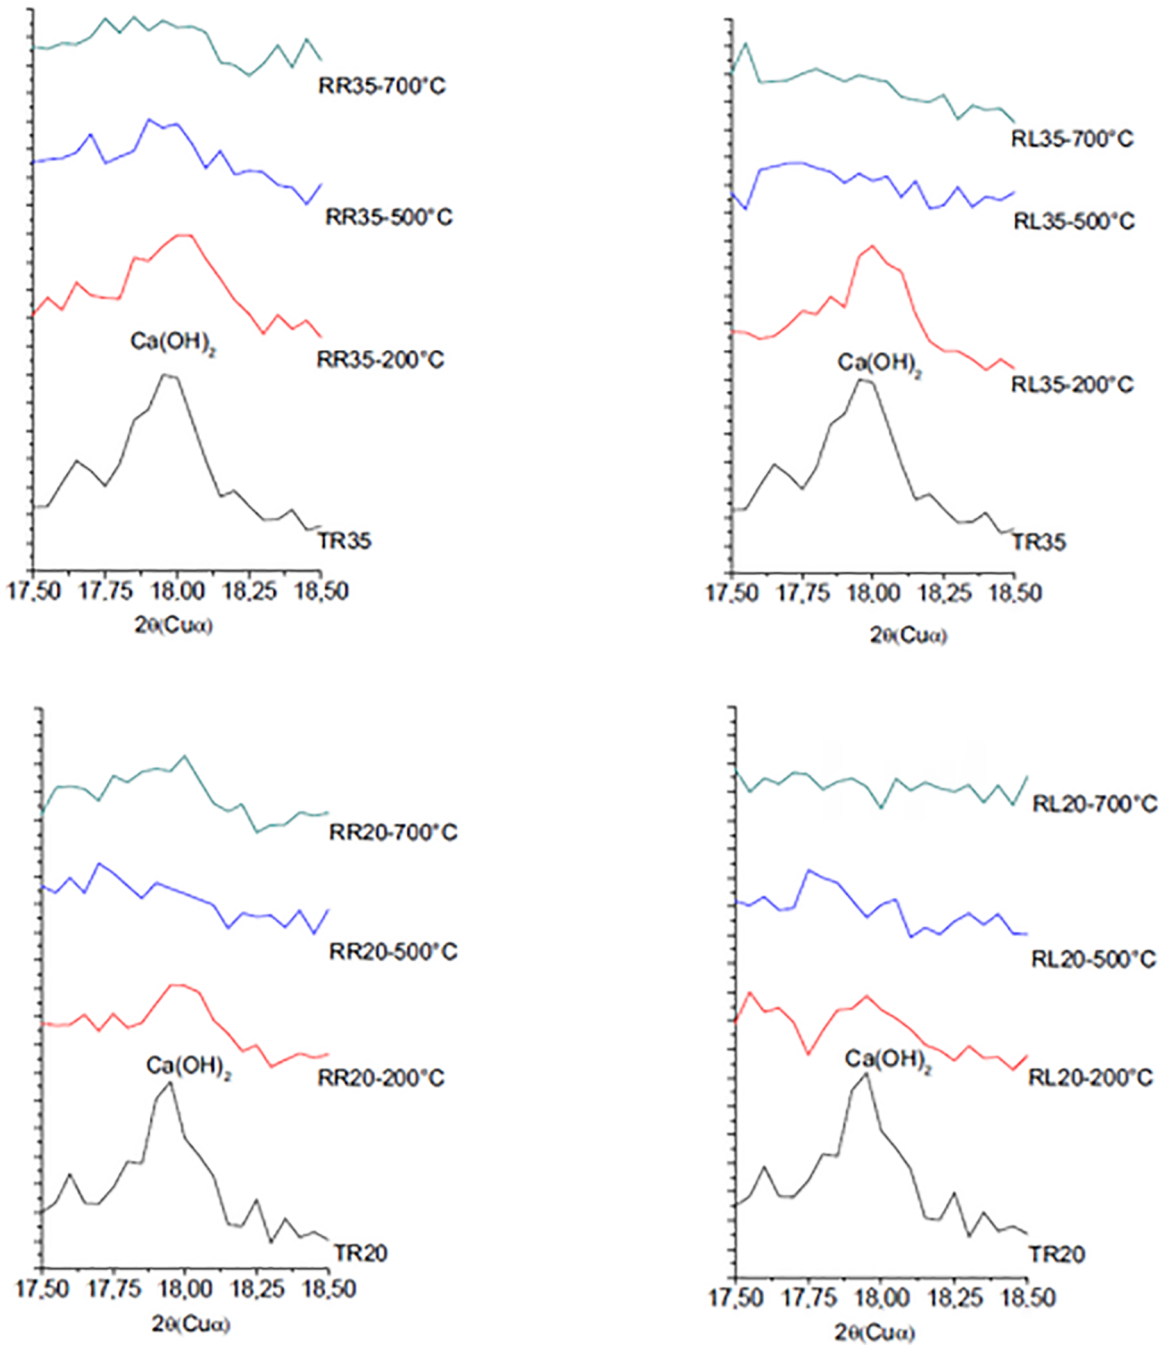 RR35-700°C
RR35-500°C
RR35-200°C
Ca(OH)₂
TR35
17,50 17,75 18,00 18,25 18,50
2θ(Cuα)
RL35-700°C
RL35-500°C
RL35-200°C
Ca(OH)₂
TR35
17,50 17,75 18,00 18,25 18,50
2θ(Cuα)
RR20-700°C
RR20-500°C
RR20-200°C
Ca(OH)₂
TR20
17,50 17,75 18,00 18,25 18,50
2θ(Cuα)
RL20-700°C
RL20-500°C
RL20-200°C
Ca(OH)₂
TR20
17,50 17,75 18,00 18,25 18,50
2θ(Cuα)